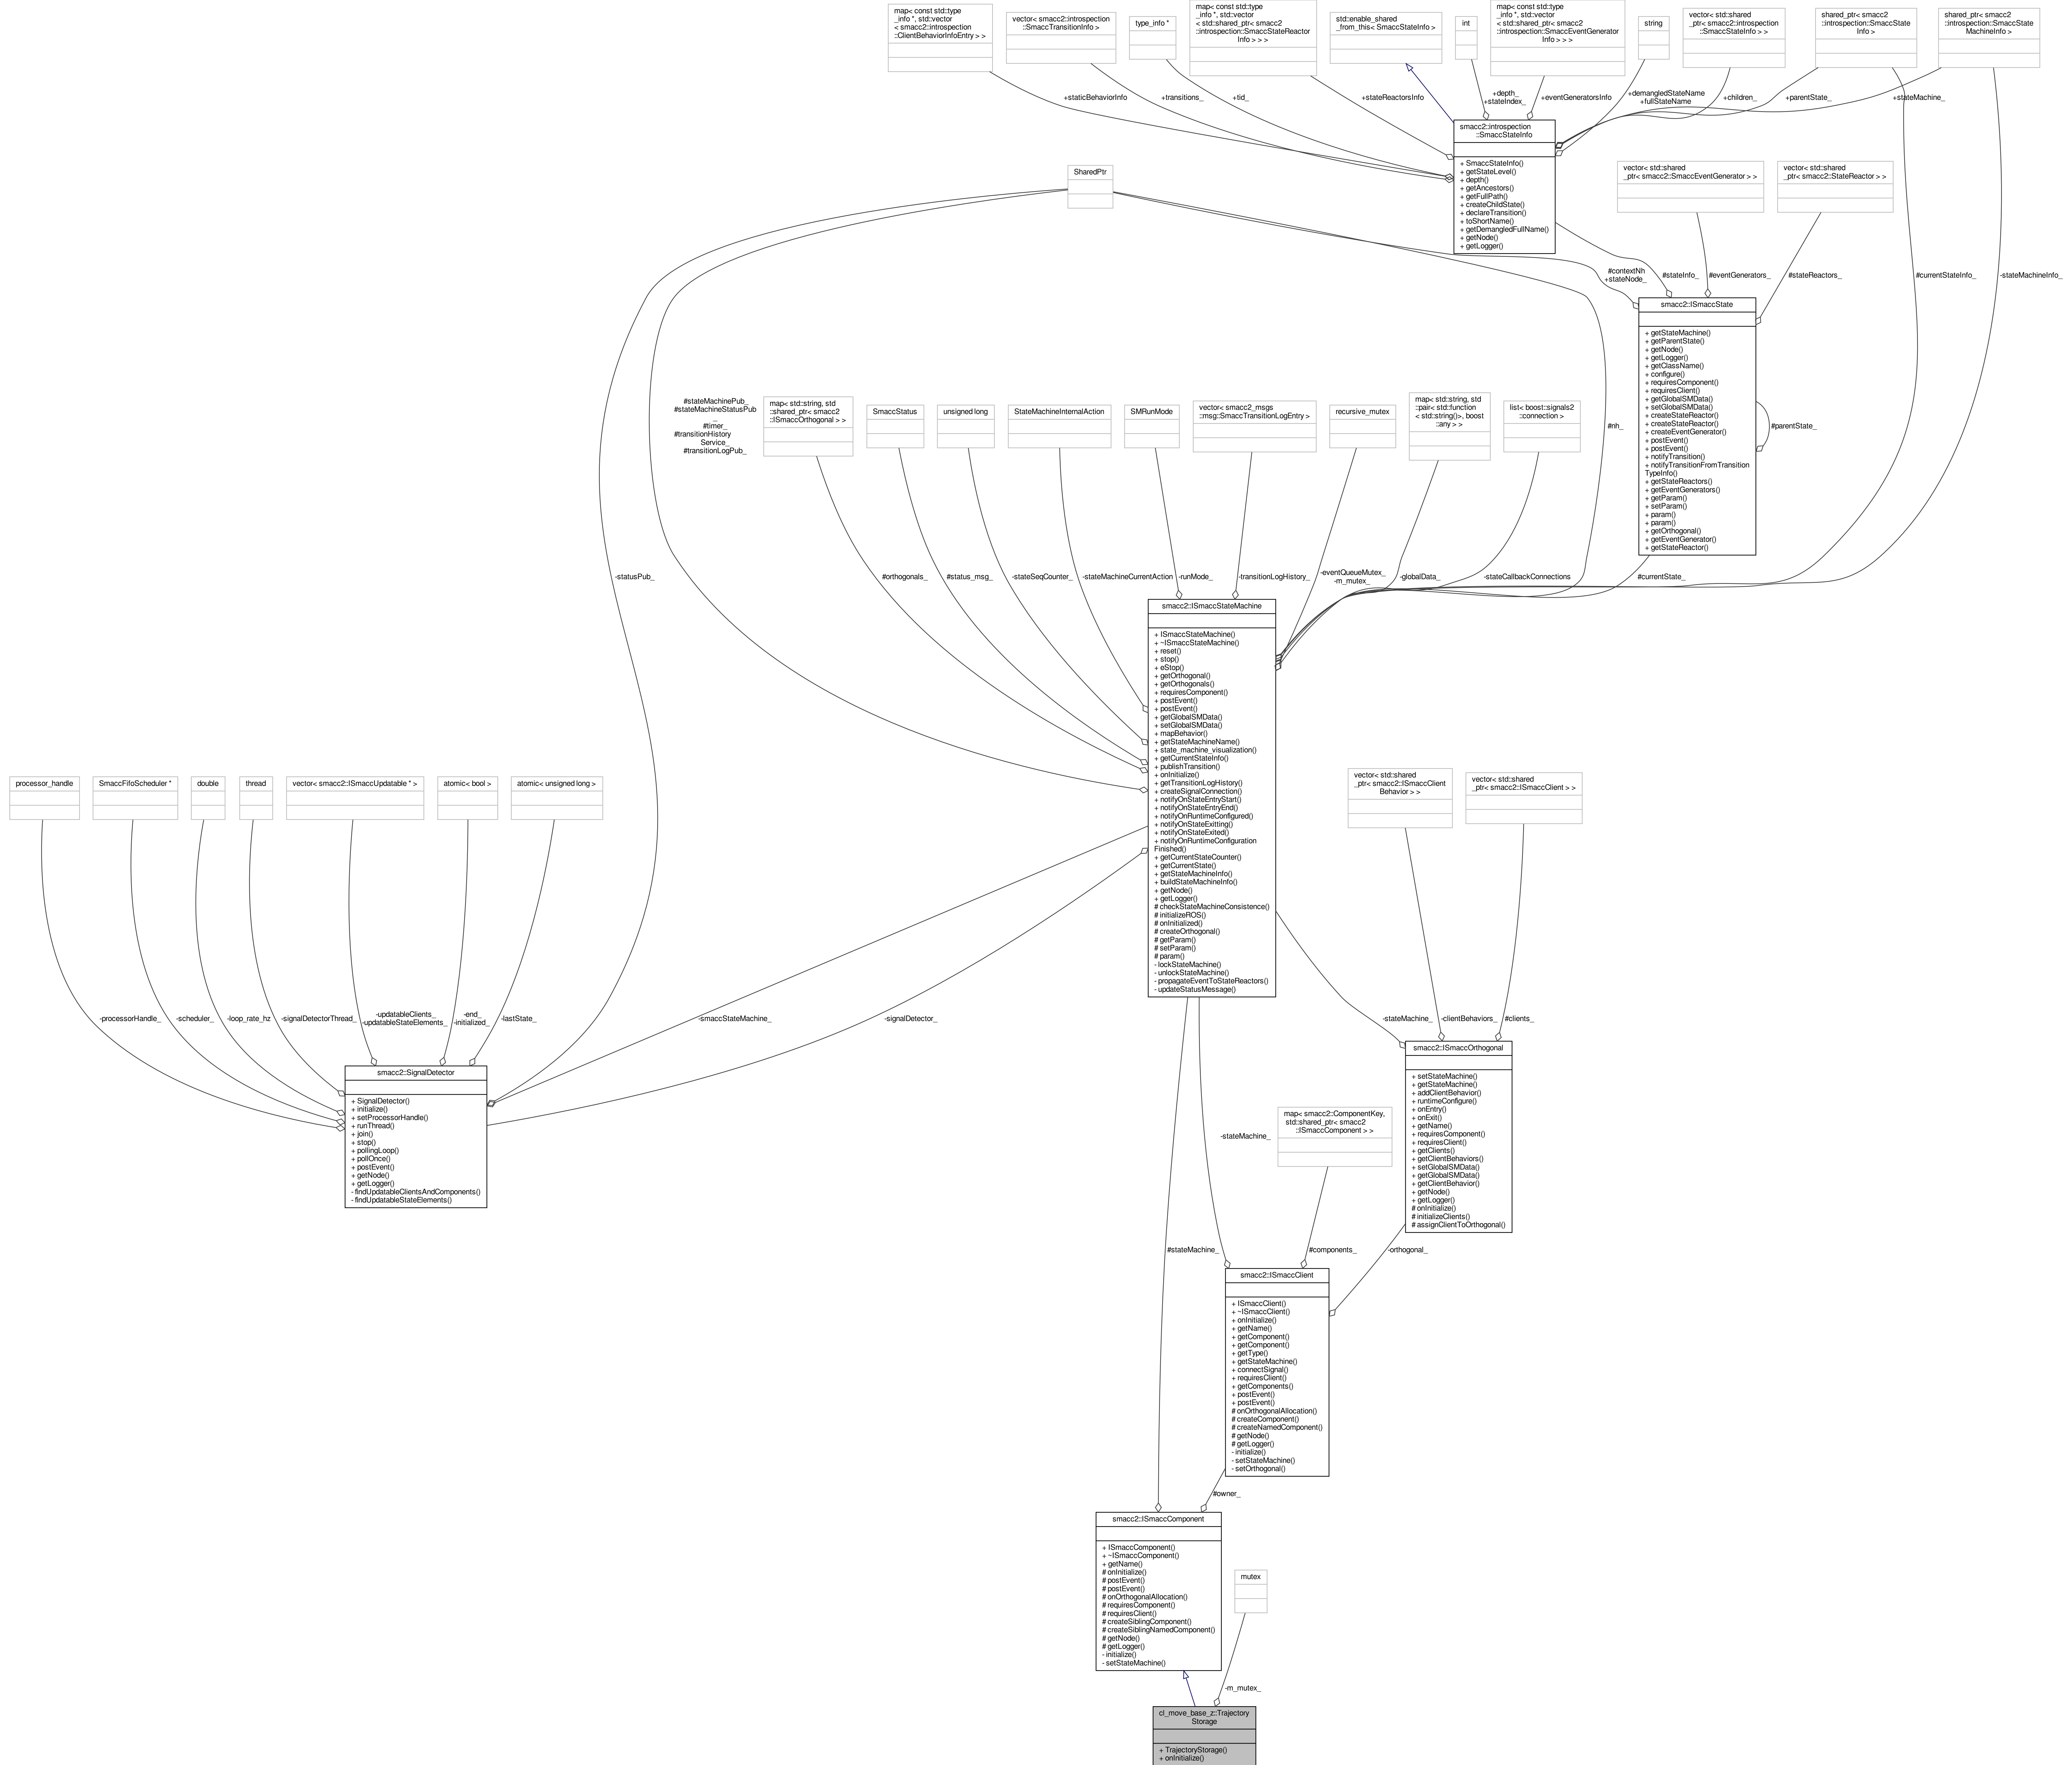 map< const std::type
_info *, std::vector
< smacc2::introspection
::ClientBehaviorInfoEntry > >
vector< smacc2::introspection
::SmaccTransitionInfo >
type_info *
map< const std::type
_info *, std::vector
< std::shared_ptr< smacc2
::introspection::SmaccStateReactor
Info > > >
std::enable_shared
_from_this< SmaccStateInfo >
int
map< const std::type
_info *, std::vector
< std::shared_ptr< smacc2
::introspection::SmaccEventGenerator
Info > > >
string
vector< std::shared
_ptr< smacc2::introspection
::SmaccStateInfo > >
shared_ptr< smacc2
::introspection::SmaccState
Info >
shared_ptr< smacc2
::introspection::SmaccState
MachineInfo >
+staticBehaviorInfo
+transitions_
+tid_
+stateReactorsInfo
+depth_
+stateIndex_
+eventGeneratorsInfo
+demangledStateName
+fullStateName
+children_
+parentState_
+stateMachine_
smacc2::introspection
::SmaccStateInfo
+ SmaccStateInfo()
+ getStateLevel()
+ depth()
+ getAncestors()
+ getFullPath()
+ createChildState()
+ declareTransition()
+ toShortName()
+ getDemangledFullName()
+ getNode()
+ getLogger()
SharedPtr
vector< std::shared
_ptr< smacc2::SmaccEventGenerator > >
vector< std::shared
_ptr< smacc2::StateReactor > >
#contextNh
+stateNode_
#stateInfo_
#eventGenerators_
#stateReactors_
#currentStateInfo_
-stateMachineInfo_
smacc2::ISmaccState
+ getStateMachine()
+ getParentState()
+ getNode()
+ getLogger()
+ getClassName()
+ configure()
+ requiresComponent()
+ requiresClient()
+ getGlobalSMData()
+ setGlobalSMData()
+ createStateReactor()
+ createStateReactor()
+ createEventGenerator()
+ postEvent()
+ postEvent()
+ notifyTransition()
+ notifyTransitionFromTransition
TypeInfo()
+ getStateReactors()
+ getEventGenerators()
+ getParam()
+ setParam()
+ param()
+ param()
+ getOrthogonal()
+ getEventGenerator()
+ getStateReactor()
#parentState_
#stateMachinePub_
#stateMachineStatusPub
_
#timer_
#transitionHistory
Service_
#transitionLogPub_
map< std::string, std
::shared_ptr< smacc2
::ISmaccOrthogonal > >
SmaccStatus
unsigned long
StateMachineInternalAction
SMRunMode
vector< smacc2_msgs
::msg::SmaccTransitionLogEntry >
recursive_mutex
map< std::string, std
::pair< std::function
< std::string()>, boost
::any > >
list< boost::signals2
::connection >
#nh_
-statusPub_
#orthogonals_
#status_msg_
-stateSeqCounter_
-stateMachineCurrentAction
-runMode_
-transitionLogHistory_
-eventQueueMutex_
-m_mutex_
-globalData_
-stateCallbackConnections
#currentState_
smacc2::ISmaccStateMachine
+ ISmaccStateMachine()
+ ~ISmaccStateMachine()
+ reset()
+ stop()
+ eStop()
+ getOrthogonal()
+ getOrthogonals()
+ requiresComponent()
+ postEvent()
+ postEvent()
+ getGlobalSMData()
+ setGlobalSMData()
+ mapBehavior()
+ getStateMachineName()
+ state_machine_visualization()
+ getCurrentStateInfo()
+ publishTransition()
+ onInitialize()
+ getTransitionLogHistory()
+ createSignalConnection()
+ notifyOnStateEntryStart()
+ notifyOnStateEntryEnd()
+ notifyOnRuntimeConfigured()
+ notifyOnStateExitting()
+ notifyOnStateExited()
+ notifyOnRuntimeConfiguration
Finished()
+ getCurrentStateCounter()
+ getCurrentState()
+ getStateMachineInfo()
+ buildStateMachineInfo()
+ getNode()
+ getLogger()
# checkStateMachineConsistence()
# initializeROS()
# onInitialized()
# createOrthogonal()
# getParam()
# setParam()
# param()
- lockStateMachine()
- unlockStateMachine()
- propagateEventToStateReactors()
- updateStatusMessage()
processor_handle
SmaccFifoScheduler *
double
thread
vector< smacc2::ISmaccUpdatable * >
atomic< bool >
atomic< unsigned long >
vector< std::shared
_ptr< smacc2::ISmaccClient
Behavior > >
vector< std::shared
_ptr< smacc2::ISmaccClient > >
-processorHandle_
-scheduler_
-loop_rate_hz
-signalDetectorThread_
-updatableClients_
-updatableStateElements_
-end_
-initialized_
-lastState_
-smaccStateMachine_
-signalDetector_
-stateMachine_
-clientBehaviors_
#clients_
smacc2::SignalDetector
+ SignalDetector()
+ initialize()
+ setProcessorHandle()
+ runThread()
+ join()
+ stop()
+ pollingLoop()
+ pollOnce()
+ postEvent()
+ getNode()
+ getLogger()
- findUpdatableClientsAndComponents()
- findUpdatableStateElements()
smacc2::ISmaccOrthogonal
+ setStateMachine()
+ getStateMachine()
+ addClientBehavior()
+ runtimeConfigure()
+ onEntry()
+ onExit()
+ getName()
+ requiresComponent()
+ requiresClient()
+ getClients()
+ getClientBehaviors()
+ setGlobalSMData()
+ getGlobalSMData()
+ getClientBehavior()
+ getNode()
+ getLogger()
# onInitialize()
# initializeClients()
# assignClientToOrthogonal()
map< smacc2::ComponentKey,
std::shared_ptr< smacc2
::ISmaccComponent > >
-stateMachine_
#stateMachine_
#components_
-orthogonal_
smacc2::ISmaccClient
+ ISmaccClient()
+ ~ISmaccClient()
+ onInitialize()
+ getName()
+ getComponent()
+ getComponent()
+ getType()
+ getStateMachine()
+ connectSignal()
+ requiresClient()
+ getComponents()
+ postEvent()
+ postEvent()
# onOrthogonalAllocation()
# createComponent()
# createNamedComponent()
# getNode()
# getLogger()
- initialize()
- setStateMachine()
- setOrthogonal()
#owner_
smacc2::ISmaccComponent
+ ISmaccComponent()
+ ~ISmaccComponent()
+ getName()
# onInitialize()
# postEvent()
# postEvent()
# onOrthogonalAllocation()
# requiresComponent()
# requiresClient()
# createSiblingComponent()
# createSiblingNamedComponent()
# getNode()
# getLogger()
- initialize()
- setStateMachine()
mutex
-m_mutex_
cl_move_base_z::Trajectory
Storage
+ TrajectoryStorage()
+ onInitialize()